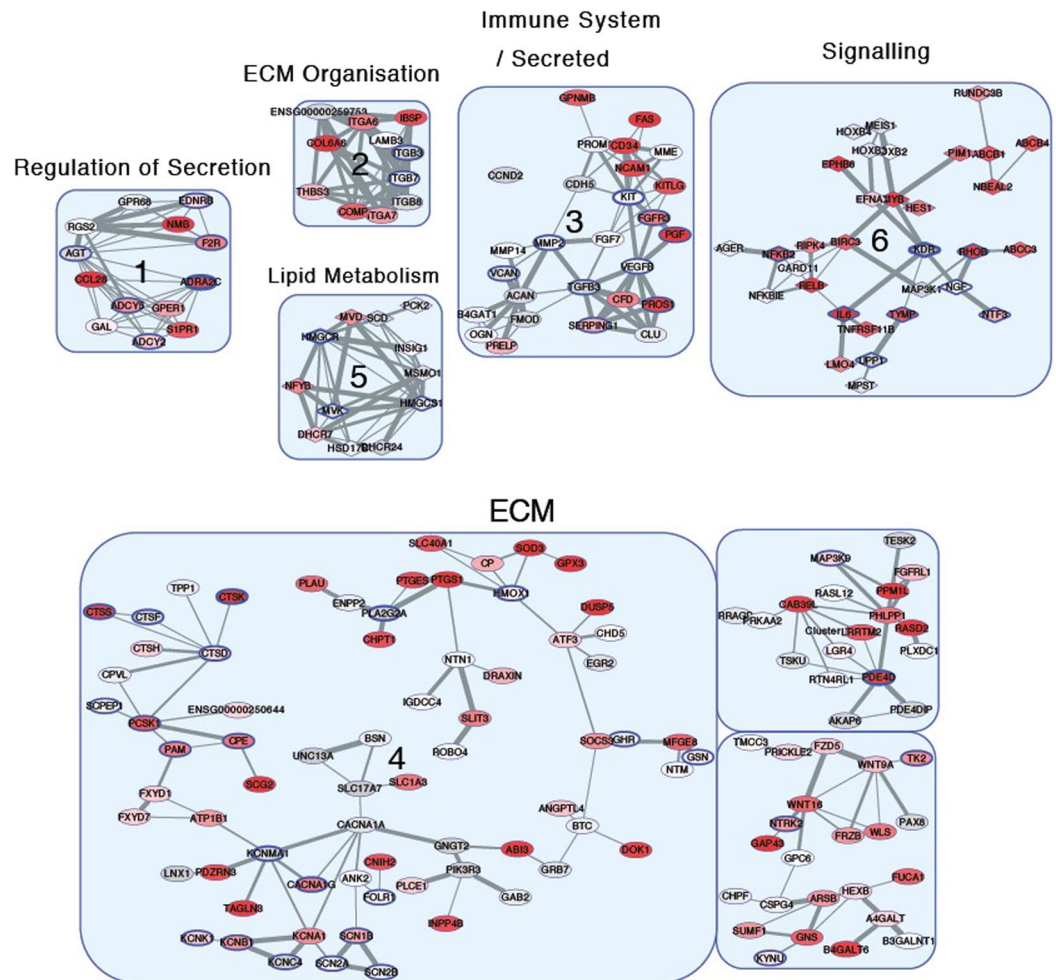 Immune System
/ Secreted
Signalling
ECM Organisation
Regulation of Secretion
Lipid Metabolism
GPR68
EDNRB
RGS2
NMB
F2R
AGT
1
CCL28
ADRA2C
ADCY5
GPER1
GAL
S1PR1
ADCY2
ENSG00000259753
IBSP
ITGA6
LAMB3
COL6A6
ITGB3
2
ITGB7
THBS3
ITGB8
COMP
ITGA7
PCK2
MVD
SCD
HMGCR
INSIG1
5
MSMO1
NFYB
HMGCS1
MVK
DHCR7
DHCR24
GPNMB
FAS
PROM
CD34
MME
NCAM1
CCND2
CDH5
KITLG
KIT
3
FGFR3
PGF
MMP2
FGF7
MMP14
VCAN
VEGFB
TGFB3
ACAN
CFD
PROS1
B4GAT1
FMOD
SERPING1
OGN
CLU
PRELP
RUNDC3B
MEIS1
HOXB4
ABCB4
HOXB3
PIM1
ABCB1
EPHB6
NBEAL2
EFNA
MYB
HES1
6
AGER
RIPK4
BIRC3
KDR
RHOB
ABCC3
NFKB2
CARD11
RELB
MAP3K1
NGF
NFKBIE
IL6
TYMP
NTF3
TNFRSF11B
LMO4
UPP1
MPST
ECM
SLC40A1
SOD3
CP
GPX3
PLAU
PTGES
PTGS1
HMOX1
TPP1
CTSK
ENPP2
PLA2G2A
CTSS
CTSF
DUSP5
CHPT1
ATF3
CHD5
CTSH
CTSD
NTN1
EGR2
CPVL
DRAXIN
IGDCC4
SCPEP1
ENSG00000250644
PCSK1
SLIT3
BSN
PAM
CPE
ROBO4
SOCS3
GHR
MFGE8
UNC13A
4
NTM
GSN
SCG2
SLC17A7
SLC1A3
FXYD1
ANGPTL4
FXYD7
ATP1B1
CACNA1A
BTC
KCNMA1
GNGT2
ABI3
DOK1
CNIH2
LNX1
PDZRN3
PIK3R3
GRB7
CACNA1G
ANK2
PLCE1
FOLR1
GAB2
TAGLN3
INPP4B
KCNK1
KCNB1
KCNA1
SCN1B
KCNC4
SCN2A
SCN2B
TESK2
MAP3K9
FGFRL1
RASL12
PPM1L
CAB39L
PHLPP1
PRKAA2
Cluster
LRRTM2
RASD2
LGR4
PLXDC1
TSKU
RTN4RL1
PDE4D
PDE4DIP
AKAP6
TMCC3
FZD5
PRICKLE2
WNT9A
TK2
WNT16
NTRK2
PAX8
FRZB
WLS
GAP43
GPC6
FUCA1
CHPF
HEXB
CSPG4
ARSB
A4GALT
SUMF1
GNS
B3GALNT1
B4GALT6
KYNU